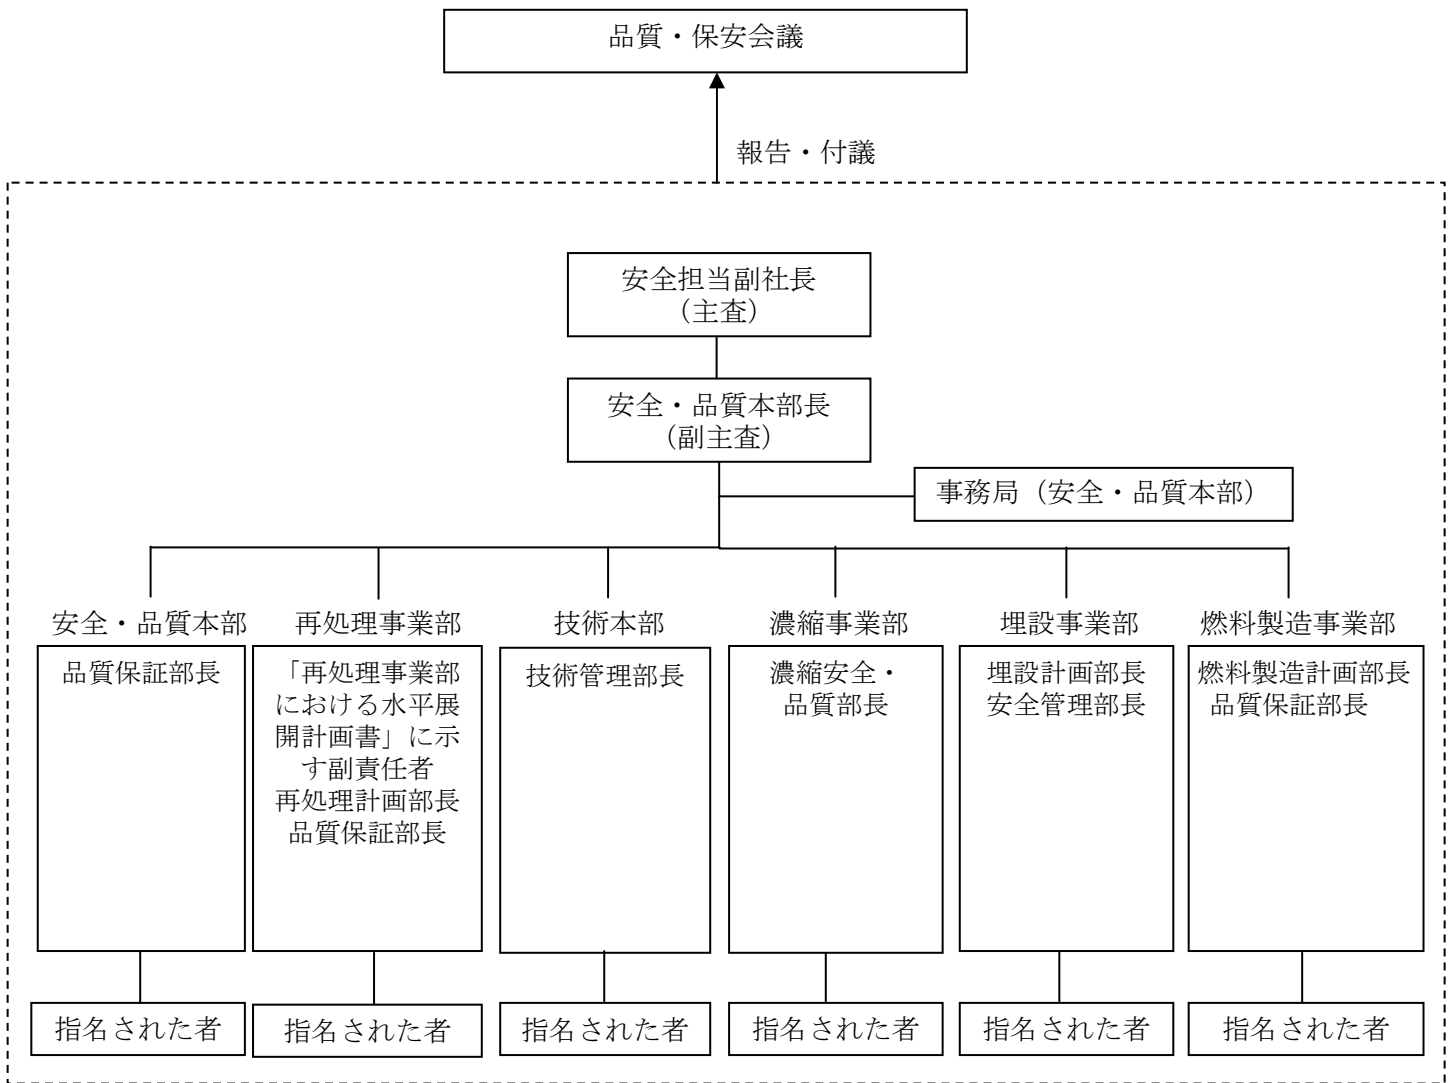 品質・保安会議
報告・付議
安全担当副社長
（主査）
安全・品質本部長
（副主査）
事務局（安全・品質本部）
安全・品質本部
品質保証部長
指名された者
再処理事業部
「再処理事業部
における水平展
開計画書」に示
す副責任者
再処理計画部長
品質保証部長
指名された者
技術本部
技術管理部長
指名された者
濃縮事業部
濃縮安全・
品質部長
指名された者
埋設事業部
埋設計画部長
安全管理部長
指名された者
燃料製造事業部
燃料製造計画部長
品質保証部長
指名された者